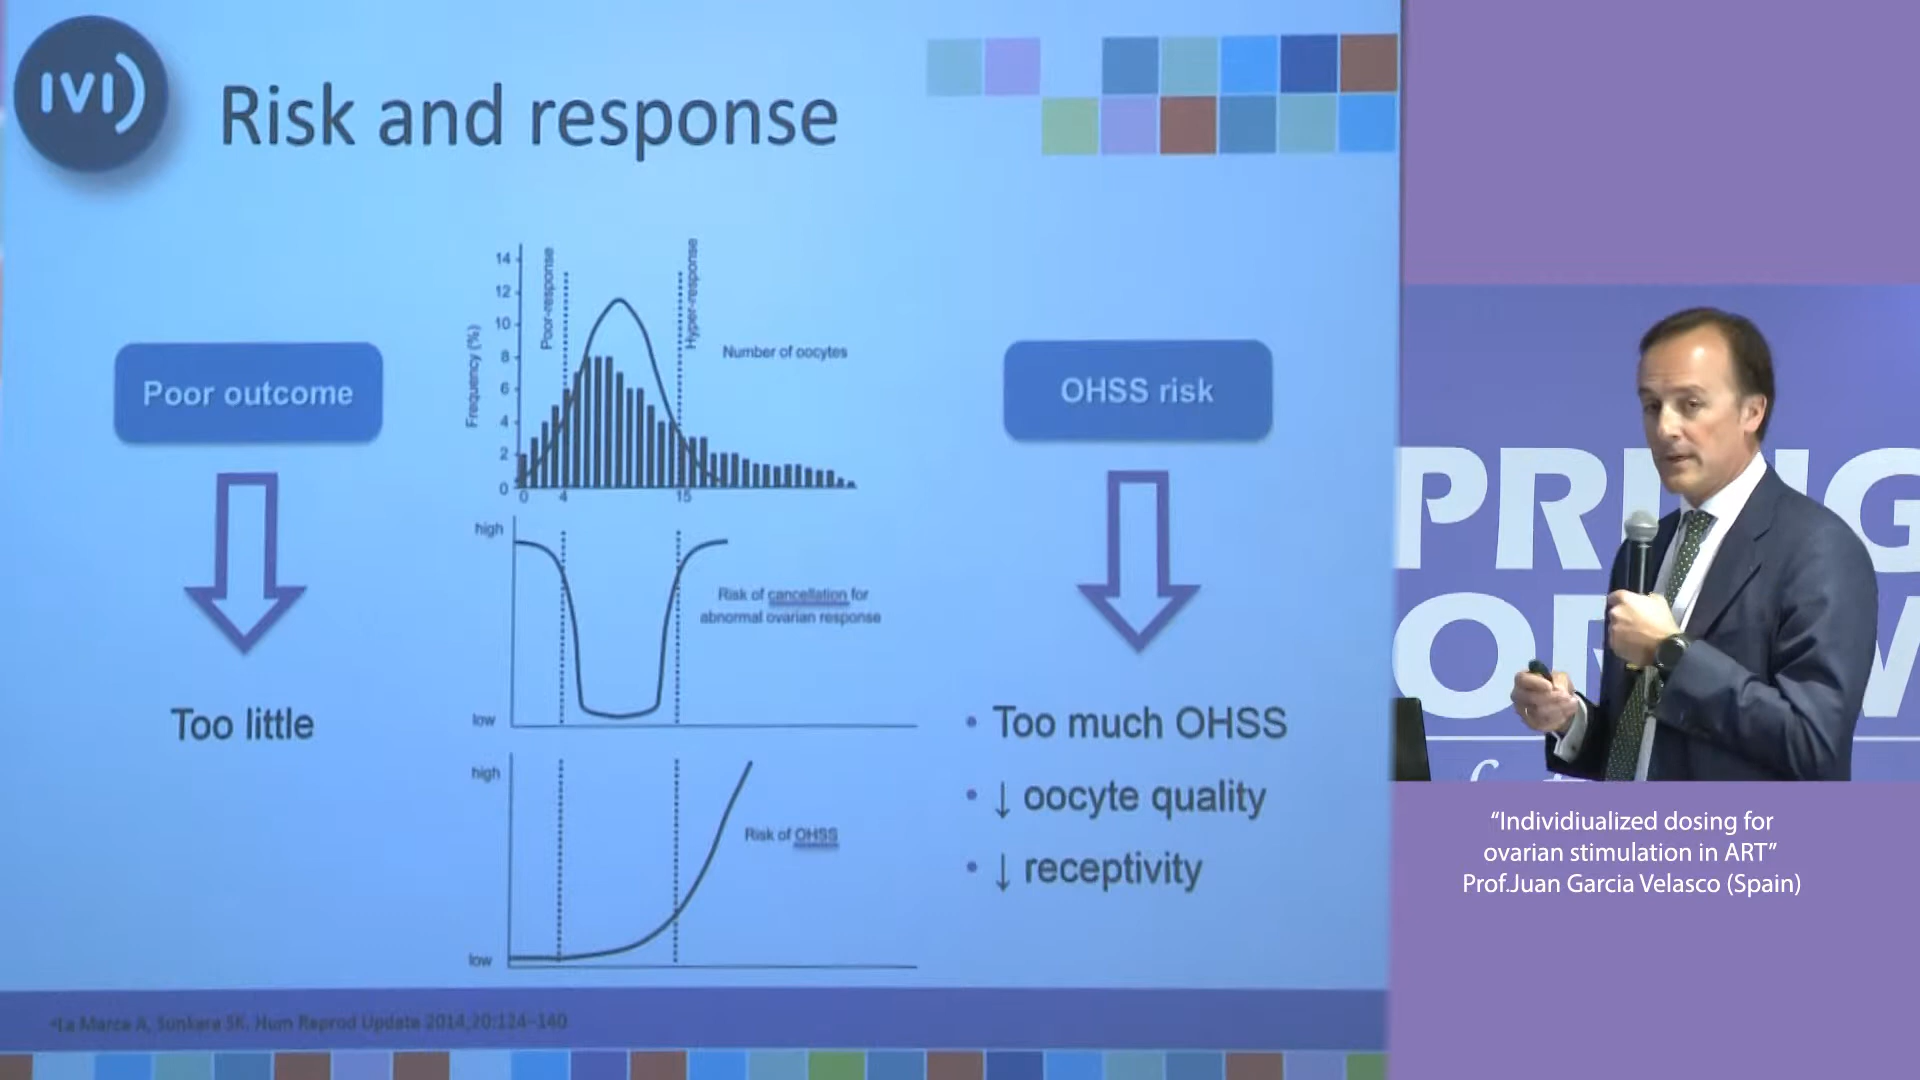 IVI
Risk and response
Poor outcome
Too little
Frequency (%)
14
12
10
8
6
4
2
0
0 4 15
Poor-response
Hyper-response
Number of oocytes
high
low
Risk of cancellation for
abnormal ovarian response
high
low
Risk of OHSS
OHSS risk
• Too much OHSS
• ↓ oocyte quality
• ↓ receptivity
La Marca A, Sunkara SK, Hum Reprod Update 2014,20:124–140
PRING
“Individiualized dosing for
ovarian stimulation in ART”
Prof.Juan Garcia Velasco (Spain)